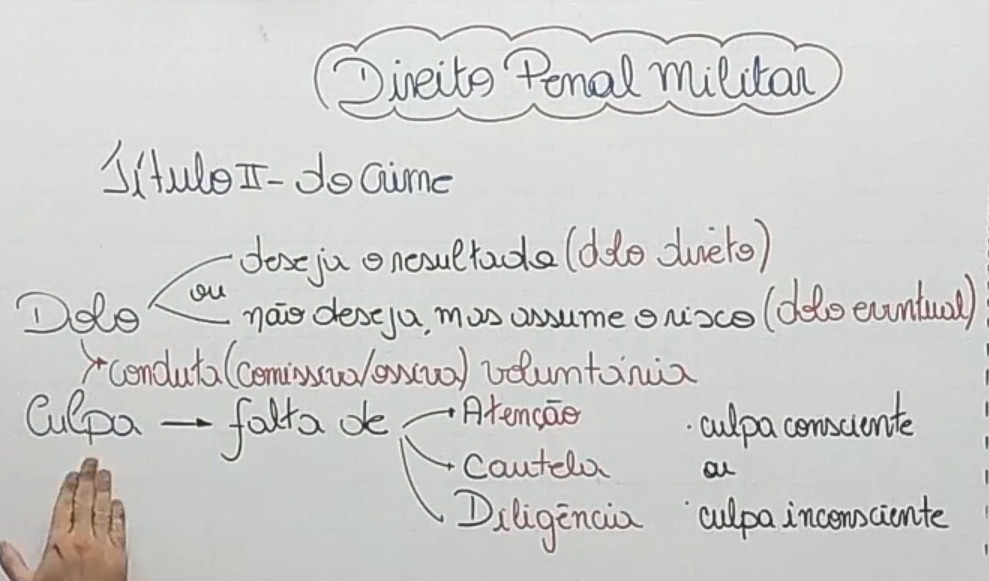 Direito Penal Militar
Título II - do Crime
deseja o resultado (dolo direto)
Dolo ou
não deseja, mas assume o risco (dolo eventual)
conduta (comissiva/ossiva) voluntária
Culpa → falta de → Atenção · culpa consciente
→ Cautela ou
Diligência · culpa inconsciente